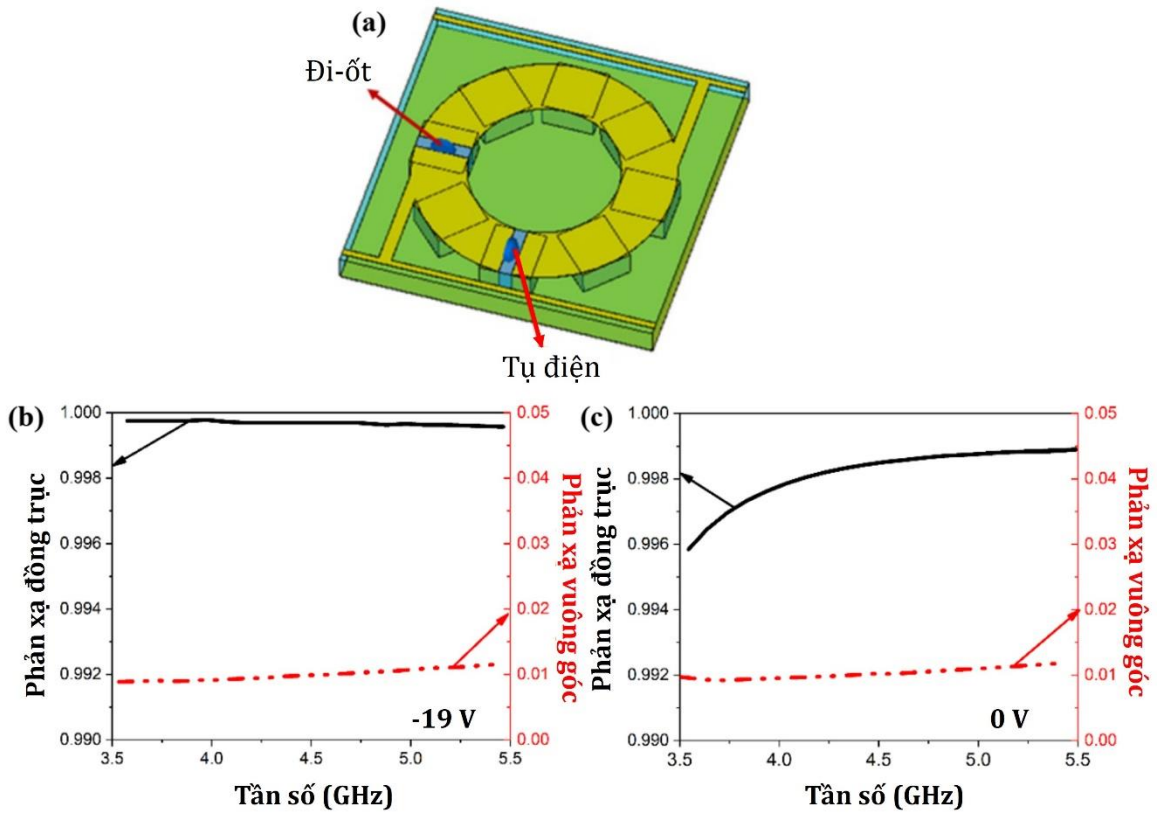 (a)
Đi-ốt
Tụ điện
(b)
1.000
0.998
0.996
0.994
0.992
0.990
Phản xạ đồng trục
0.05
0.04
0.03
0.02
0.01
0.00
Phản xạ vuông góc
-19 V
3.5 4.0 4.5 5.0 5.5
Tần số (GHz)
(c)
1.000
0.998
0.996
0.994
0.992
0.990
Phản xạ đồng trục
0.05
0.04
0.03
0.02
0.01
0.00
Phản xạ vuông góc
0 V
3.5 4.0 4.5 5.0 5.5
Tần số (GHz)